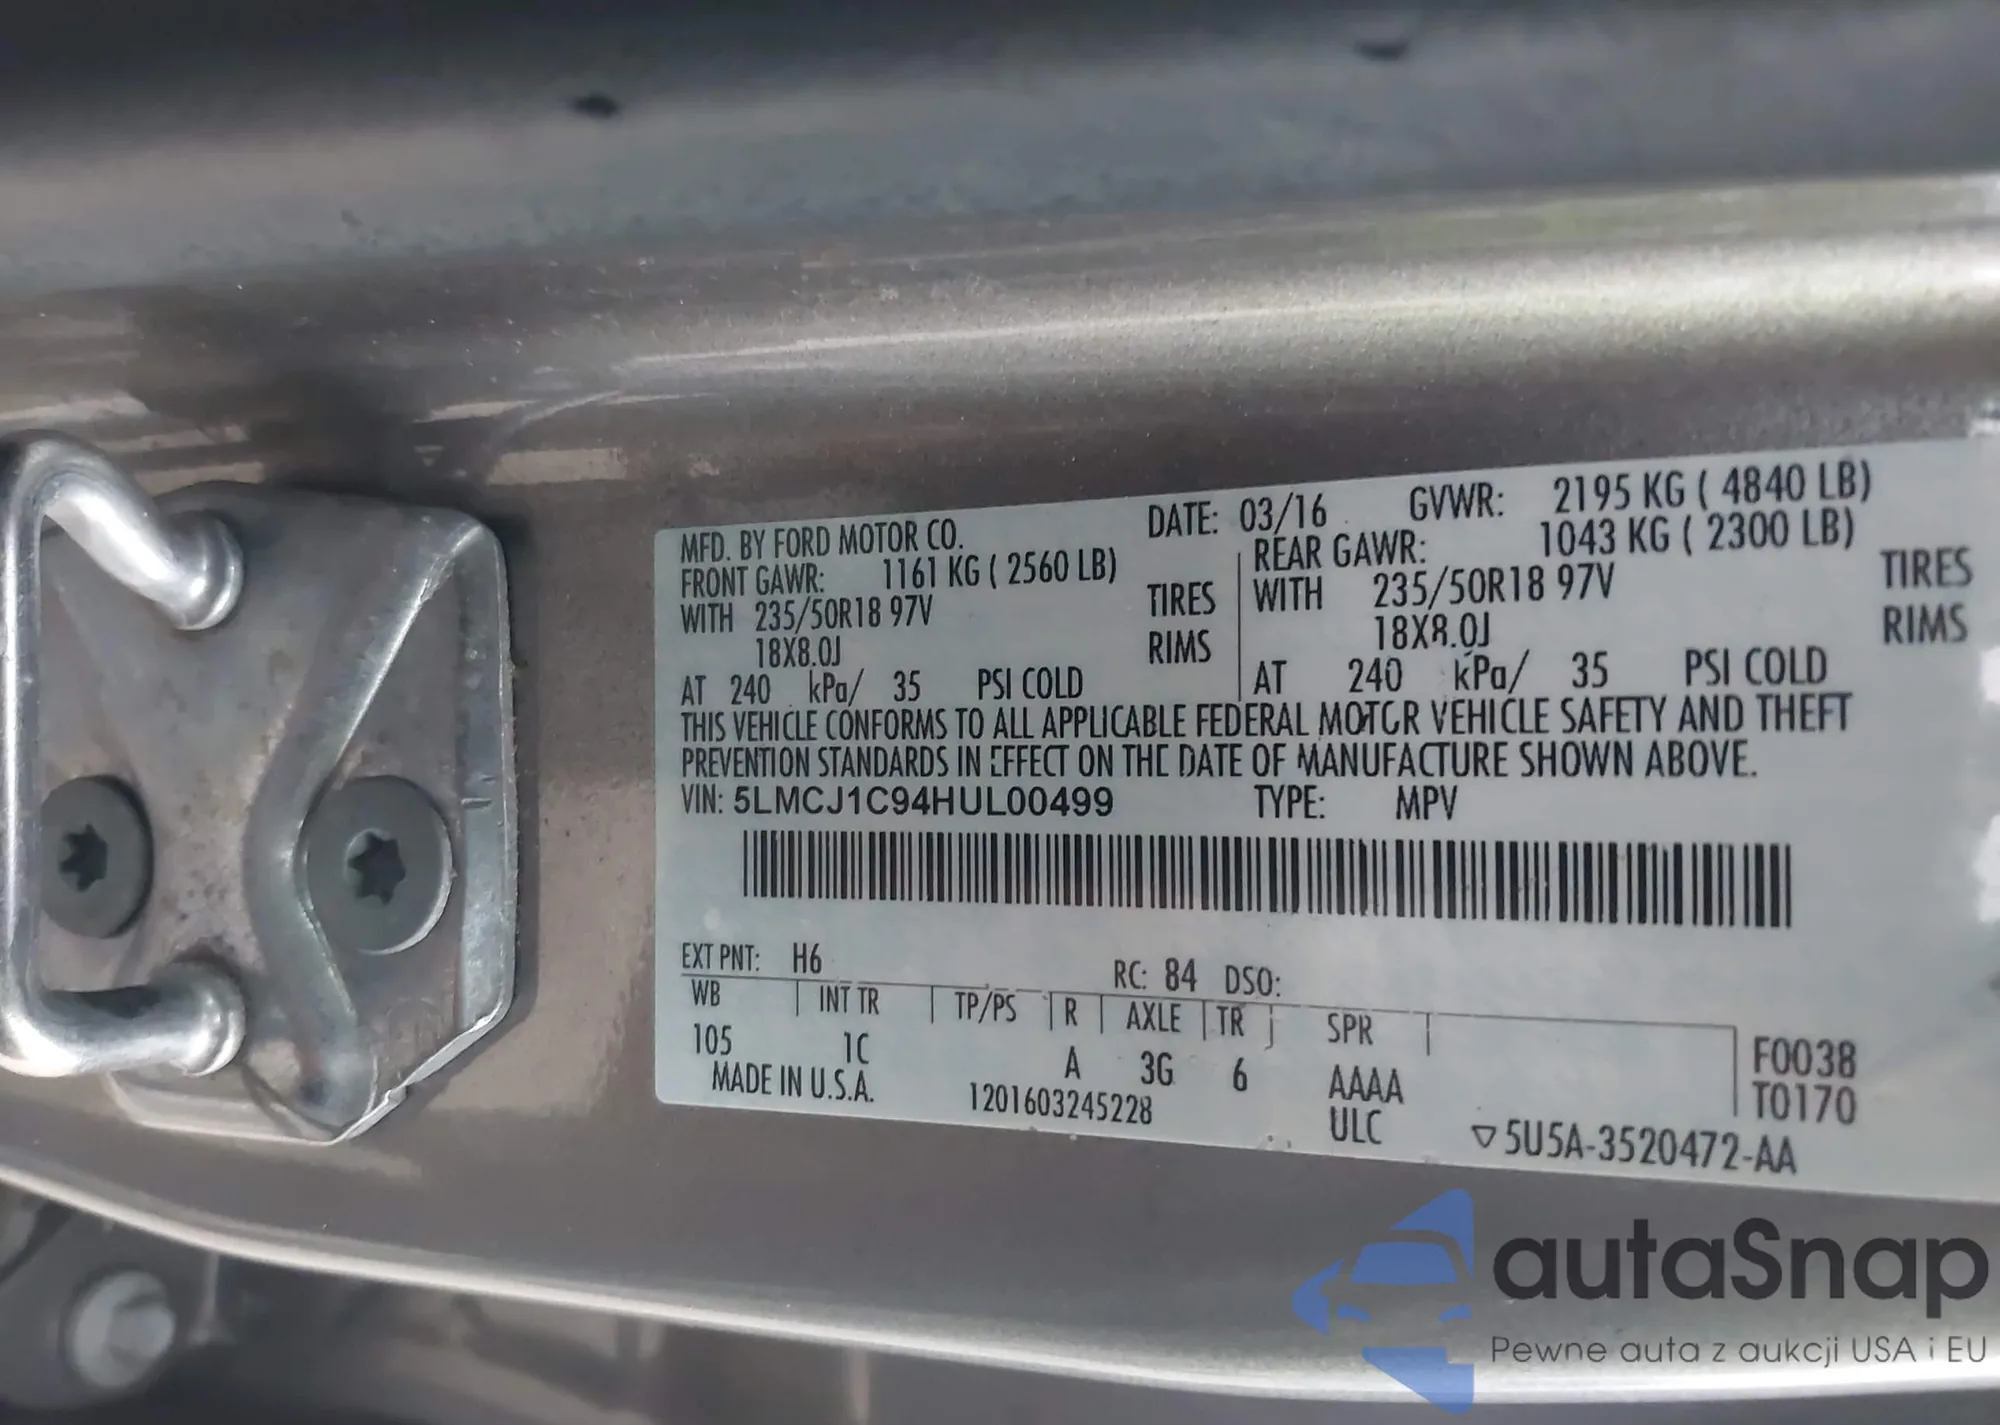 MFD. BY FORD MOTOR CO. DATE: 03/16 GVWR: 2195 KG ( 4840 LB)
FRONT GAWR: 1161 KG ( 2560 LB) REAR GAWR: 1043 KG ( 2300 LB)
WITH 235/50R18 97V TIRES WITH 235/50R18 97V TIRES
18X8.0J RIMS 18X8.0J RIMS
AT 240 kPa/ 35 PSI COLD AT 240 kPa/ 35 PSI COLD
THIS VEHICLE CONFORMS TO ALL APPLICABLE FEDERAL MOTOR VEHICLE SAFETY AND THEFT
PREVENTION STANDARDS IN EFFECT ON THE DATE OF MANUFACTURE SHOWN ABOVE.
VIN: 5LMCJ1C94HUL00499 TYPE: MPV
EXT PNT: H6 RC: 84 DSO:
WB INT TR TP/PS R AXLE TR SPR
105 1C A 3G 6 AAAA F0038
MADE IN U.S.A. 1201603245228 ULC T0170
▽5U5A-3520472-AA
autaSnap
Pewne auta z aukcji USA i EU